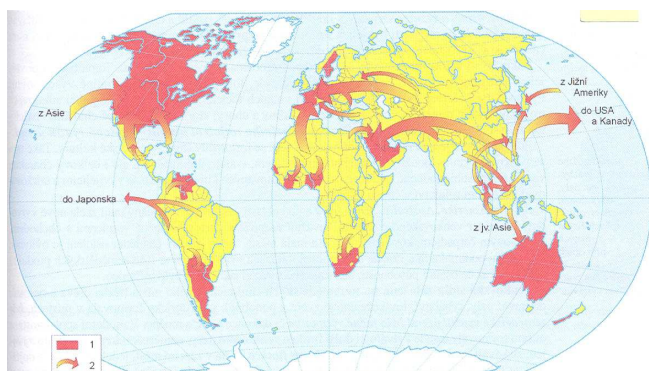 z Asie
do Japonska
z Jižní
Ameriky
do USA
a Kanady
z jv. Asie
1
2